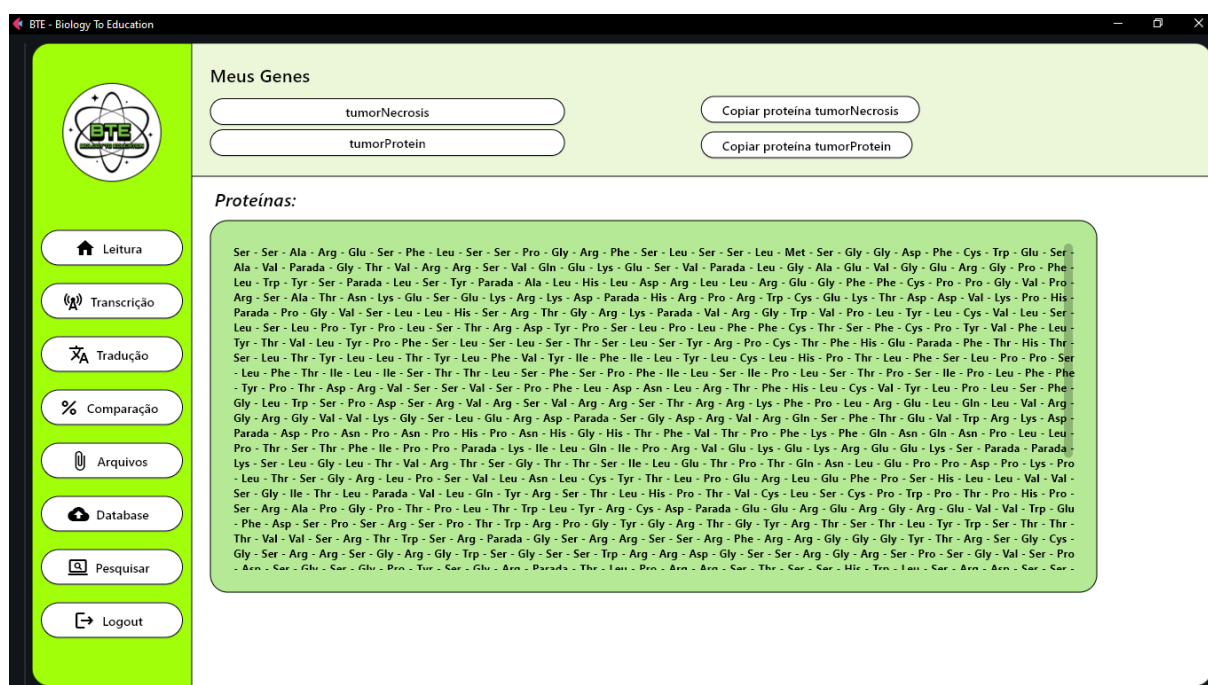 BTE - Biology To Education
BTE
BIOLOGY TO EDUCATION
Leitura
Transcrição
Tradução
Comparação
Arquivos
Database
Pesquisar
Logout
Meus Genes
tumorNecrosis
Copiar proteína tumorNecrosis
tumorProtein
Copiar proteína tumorProtein
Proteínas:
Ser - Ser - Ala - Arg - Glu - Ser - Phe - Leu - Ser - Ser - Pro - Gly - Arg - Phe - Ser - Leu - Ser - Ser - Leu - Met - Ser - Gly - Gly - Asp - Phe - Cys - Trp - Glu - Ser -
Ala - Val - Parada - Gly - Thr - Val - Arg - Arg - Ser - Val - Gln - Glu - Lys - Glu - Ser - Val - Parada - Leu - Gly - Ala - Glu - Val - Gly - Glu - Arg - Gly - Pro - Phe -
Leu - Trp - Tyr - Ser - Parada - Leu - Ser - Tyr - Parada - Ala - Leu - His - Leu - Asp - Arg - Leu - Leu - Arg - Glu - Gly - Phe - Phe - Cys - Pro - Pro - Gly - Val - Pro -
Arg - Ser - Ala - Thr - Asn - Lys - Glu - Ser - Glu - Lys - Arg - Lys - Asp - Parada - His - Arg - Pro - Arg - Trp - Cys - Glu - Lys - Thr - Asp - Asp - Val - Lys - Pro - His -
Parada - Pro - Gly - Val - Ser - Leu - Leu - His - Ser - Arg - Thr - Gly - Arg - Lys - Parada - Val - Arg - Gly - Trp - Val - Pro - Leu - Tyr - Leu - Cys - Val - Leu - Ser -
Leu - Ser - Leu - Pro - Tyr - Pro - Leu - Ser - Thr - Arg - Asp - Tyr - Pro - Ser - Leu - Pro - Leu - Phe - Phe - Cys - Thr - Ser - Phe - Cys - Pro - Tyr - Val - Phe - Leu -
Tyr - Thr - Val - Leu - Tyr - Pro - Phe - Ser - Leu - Ser - Leu - Ser - Thr - Ser - Leu - Ser - Tyr - Arg - Pro - Cys - Thr - Phe - His - Glu - Parada - Phe - Thr - His - Thr -
Ser - Leu - Thr - Tyr - Leu - Leu - Thr - Tyr - Leu - Phe - Val - Tyr - Ile - Phe - Ile - Leu - Tyr - Leu - Cys - Leu - His - Pro - Thr - Leu - Phe - Ser - Leu - Pro - Pro - Ser
- Leu - Phe - Thr - Ile - Leu - Ile - Ser - Thr - Thr - Leu - Ser - Phe - Ser - Pro - Phe - Ile - Leu - Ser - Ile - Pro - Leu - Ser - Thr - Pro - Ser - Ile - Pro - Leu - Phe - Phe
- Tyr - Pro - Thr - Asp - Arg - Val - Ser - Ser - Val - Ser - Pro - Phe - Leu - Asp - Asn - Leu - Arg - Thr - Phe - His - Leu - Cys - Val - Tyr - Leu - Pro - Leu - Ser - Phe -
Gly - Leu - Trp - Ser - Pro - Asp - Ser - Arg - Val - Arg - Ser - Val - Arg - Arg - Ser - Thr - Arg - Arg - Lys - Phe - Pro - Leu - Arg - Glu - Leu - Gln - Leu - Val - Arg -
Gly - Arg - Gly - Val - Val - Lys - Gly - Ser - Leu - Glu - Arg - Asp - Parada - Ser - Gly - Asp - Arg - Val - Arg - Gln - Ser - Phe - Thr - Glu - Val - Trp - Arg - Lys - Asp -
Parada - Asp - Pro - Asn - Pro - Asn - Pro - His - Pro - Asn - His - Gly - His - Thr - Phe - Val - Thr - Pro - Phe - Lys - Phe - Gln - Asn - Gln - Asn - Pro - Leu - Leu -
Pro - Thr - Ser - Thr - Phe - Ile - Pro - Pro - Parada - Lys - Ile - Leu - Gln - Ile - Pro - Arg - Val - Glu - Lys - Glu - Lys - Arg - Glu - Glu - Lys - Ser - Parada - Parada -
Lys - Ser - Leu - Gly - Leu - Thr - Val - Arg - Thr - Ser - Gly - Thr - Thr - Ser - Ile - Leu - Glu - Thr - Pro - Thr - Gln - Asn - Leu - Glu - Pro - Pro - Asp - Pro - Lys - Pro
- Leu - Thr - Ser - Gly - Arg - Leu - Pro - Ser - Val - Leu - Asn - Leu - Cys - Tyr - Thr - Leu - Pro - Glu - Arg - Leu - Glu - Phe - Pro - Ser - His - Leu - Leu - Val - Val -
Ser - Gly - Ile - Thr - Leu - Parada - Val - Leu - Gln - Tyr - Arg - Ser - Thr - Leu - His - Pro - Thr - Val - Cys - Leu - Ser - Cys - Pro - Trp - Pro - Thr - Pro - His - Pro -
Ser - Arg - Ala - Pro - Gly - Pro - Thr - Pro - Leu - Thr - Trp - Leu - Tyr - Arg - Cys - Asp - Parada - Glu - Glu - Arg - Glu - Arg - Gly - Arg - Glu - Val - Val - Trp - Glu
- Phe - Asp - Ser - Pro - Ser - Arg - Ser - Pro - Thr - Trp - Arg - Pro - Gly - Tyr - Gly - Arg - Thr - Gly - Tyr - Arg - Thr - Ser - Thr - Leu - Tyr - Trp - Ser - Thr - Thr -
Thr - Val - Val - Ser - Arg - Thr - Trp - Ser - Arg - Parada - Gly - Ser - Arg - Arg - Ser - Ser - Arg - Phe - Arg - Arg - Gly - Gly - Gly - Tyr - Thr - Arg - Ser - Gly - Cys -
Gly - Ser - Arg - Arg - Ser - Gly - Arg - Gly - Trp - Ser - Gly - Ser - Ser - Trp - Arg - Arg - Asp - Gly - Ser - Ser - Arg - Gly - Arg - Ser - Pro - Ser - Gly - Val - Ser - Pro
- Asn - Ser - Gly - Ser - Gly - Pro - Tyr - Ser - Gly - Arg - Parada - Thr - Leu - Pro - Arg - Arg - Ser - Thr - Ser - Ser - His - Trp - Leu - Ser - Arg - Asn - Ser - Ser -